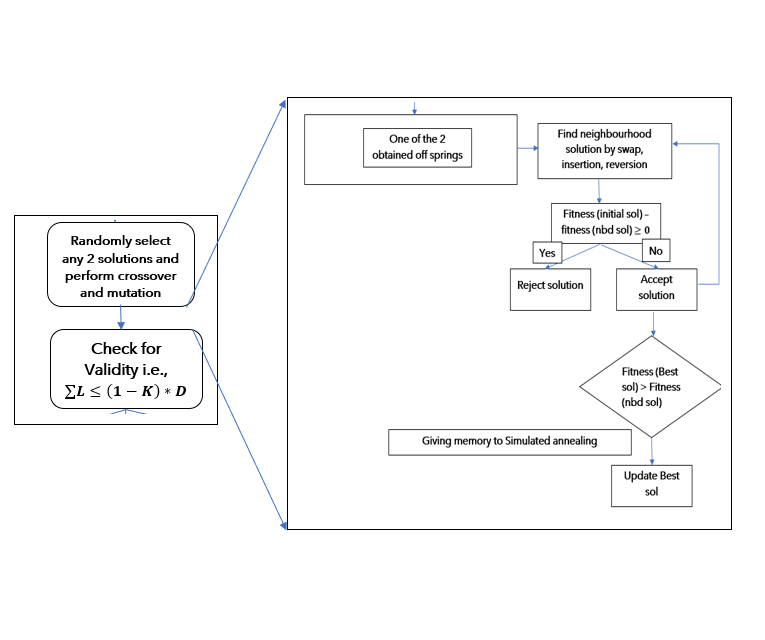 Randomly select
any 2 solutions and
perform crossover
and mutation
Check for
Validity i.e.,
∑L ≤ (1 − K) * D
One of the 2
obtained off springs
Find neighbourhood
solution by swap,
insertion, reversion
Fitness (initial sol) –
fitness (nbd sol) ≥ 0
Yes
No
Reject solution
Accept
solution
Fitness (Best
sol) > Fitness
(nbd sol)
Giving memory to Simulated annealing
Update Best
sol